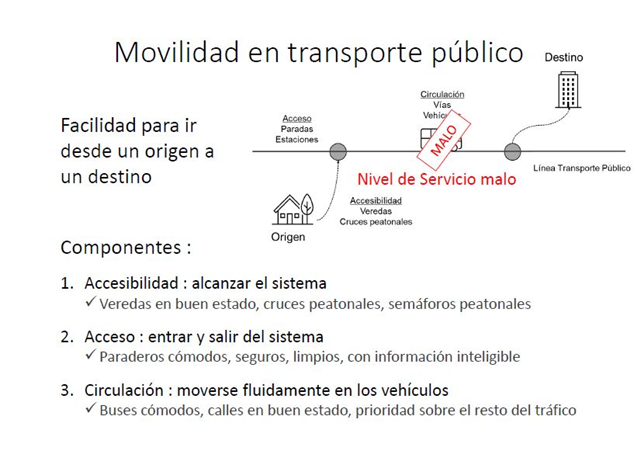 Movilidad en transporte público
Destino
Facilidad para ir
desde un origen a
un destino
Acceso
Paradas
Estaciones
Circulación
Vías
MALO
Línea Transporte Público
Nivel de Servicio malo
Accesibilidad
Veredas
Cruces peatonales
Origen
Componentes :
1. Accesibilidad : alcanzar el sistema
✓ Veredas en buen estado, cruces peatonales, semáforos peatonales
2. Acceso : entrar y salir del sistema
✓ Paraderos cómodos, seguros, limpios, con información inteligible
3. Circulación : moverse fluidamente en los vehículos
✓ Buses cómodos, calles en buen estado, prioridad sobre el resto del tráfico